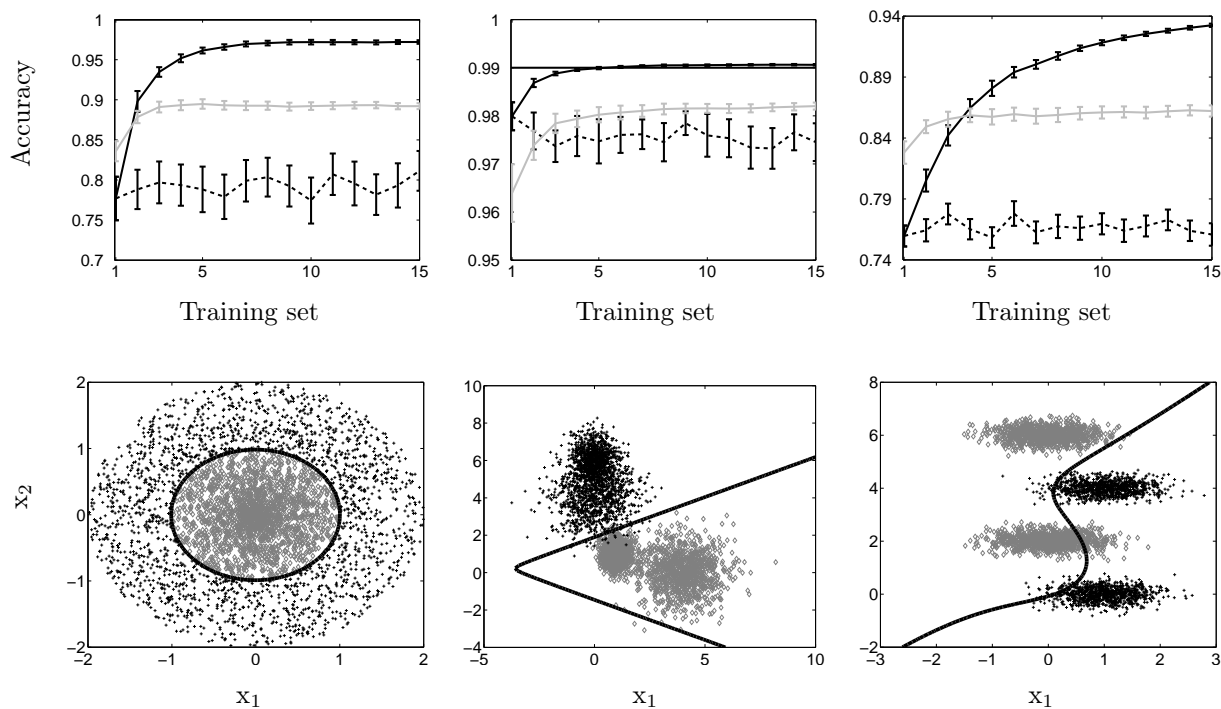 Accuracy
1
0.95
0.9
0.85
0.8
0.75
0.7
1 5 10 15
Training set
1
0.99
0.98
0.97
0.96
0.95
1 5 10 15
Training set
0.94
0.89
0.84
0.79
0.74
1 5 10 15
Training set
x2
2
1
0
−1
−2
−2 −1 0 1 2
x1
10
8
6
4
2
0
−2
−4
−5 0 5 10
x1
8
6
4
2
0
−2
−3 −2 −1 0 1 2 3
x1